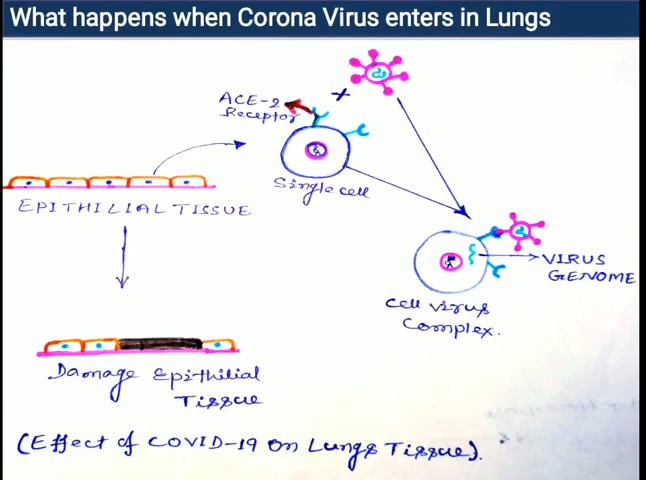 What happens when Corona Virus enters in Lungs
ACE-2
Receptor
Single cell
EPITHILIAL TISSUE
VIRUS
GENOME
Cell virus
Complex.
Damage Epithilial
Tissue
(Effect of COVID-19 on Lungs Tissue).